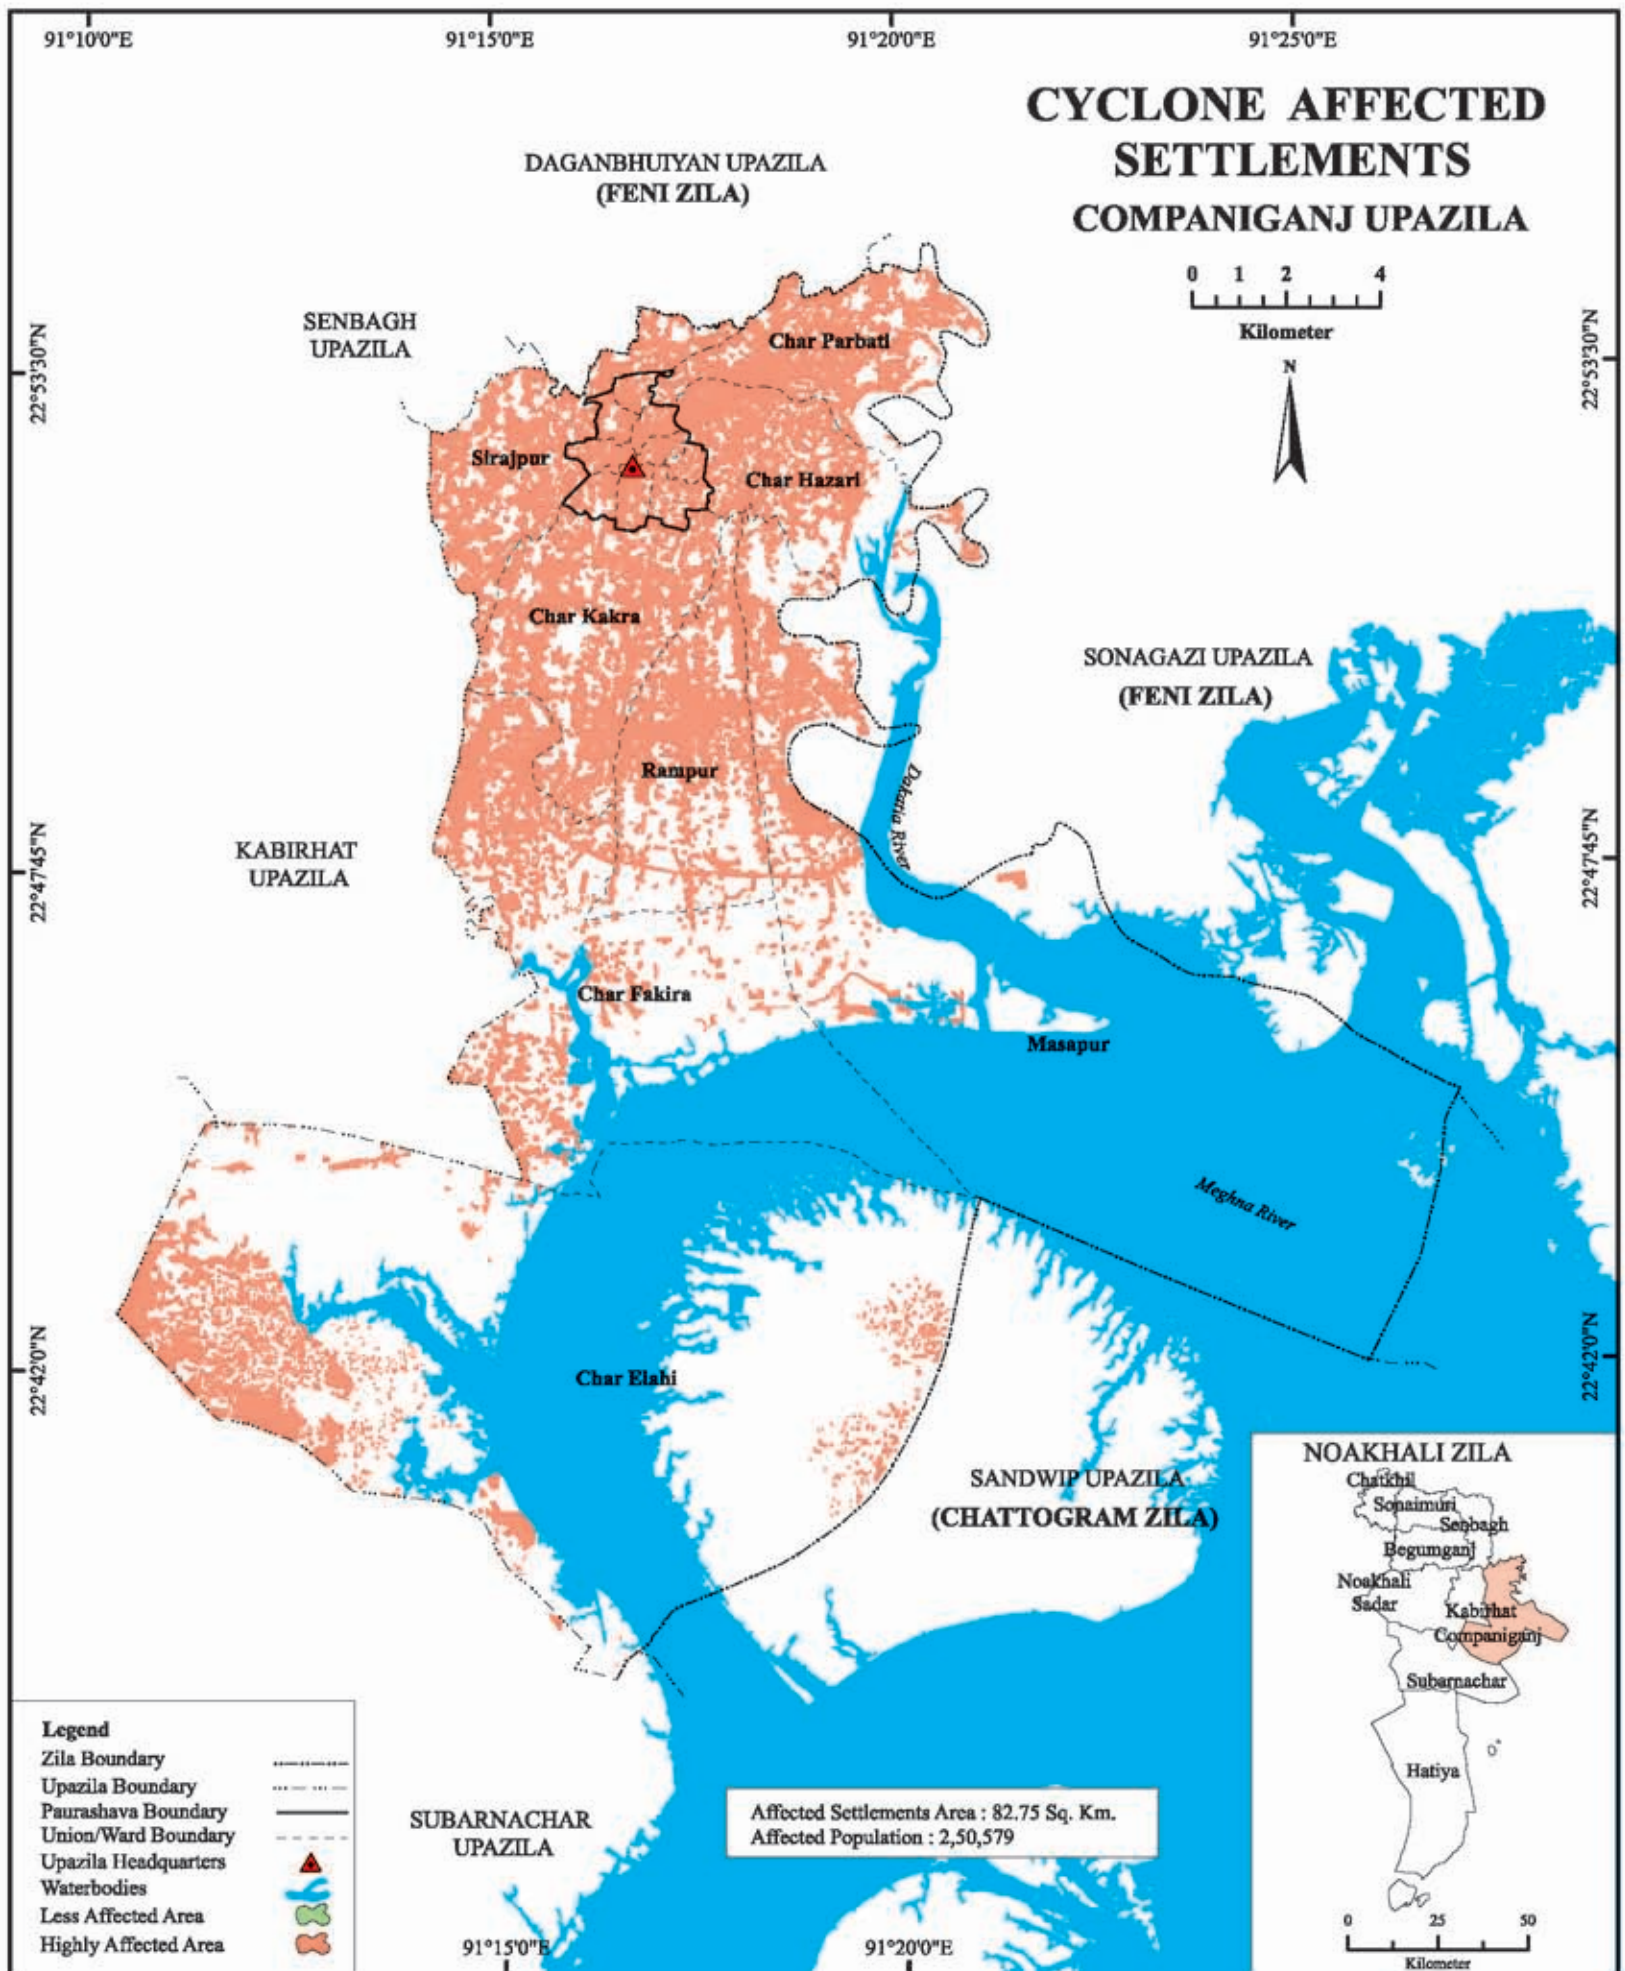 91°10'0"E
91°15'0"E
91°20'0"E
91°25'0"E
CYCLONE AFFECTED
SETTLEMENTS
COMPANIGANJ UPAZILA
0 1 2 4
Kilometer
N
DAGANBHUIYAN UPAZILA
(FENI ZILA)
SENBAGH
UPAZILA
22°53'30"N
22°53'30"N
Char Parbati
Sirajpur
Char Hazari
Char Kakra
SONAGAZI UPAZILA
(FENI ZILA)
Rampur
Dakatia River
KABIRHAT
UPAZILA
22°47'45"N
22°47'45"N
Char Fakira
Masapur
Meghna River
22°42'0"N
22°42'0"N
Char Elahi
SANDWIP UPAZILA
(CHATTOGRAM ZILA)
NOAKHALI ZILA
Chatkhil
Sonaimuri
Senbagh
Begumganj
Noakhali
Sadar
Kabirhat
Companiganj
Subarnachar
Hatiya
0 25 50
Kilometer
Legend
Zila Boundary
Upazila Boundary
Paurashava Boundary
Union/Ward Boundary
Upazila Headquarters
Waterbodies
Less Affected Area
Highly Affected Area
SUBARNACHAR
UPAZILA
Affected Settlements Area : 82.75 Sq. Km.
Affected Population : 2,50,579
91°15'0"E
91°20'0"E